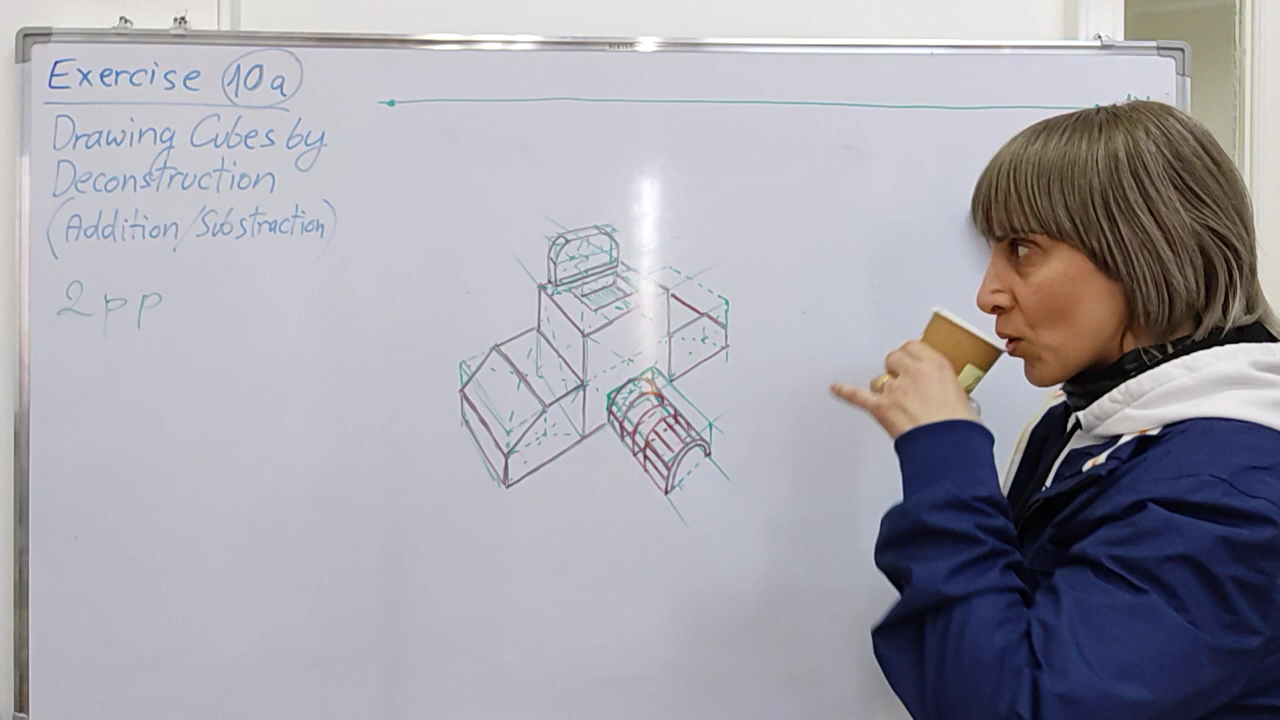 Exercise 10a
Drawing Cubes by
Deconstruction
(Addition/Substraction)
2pp